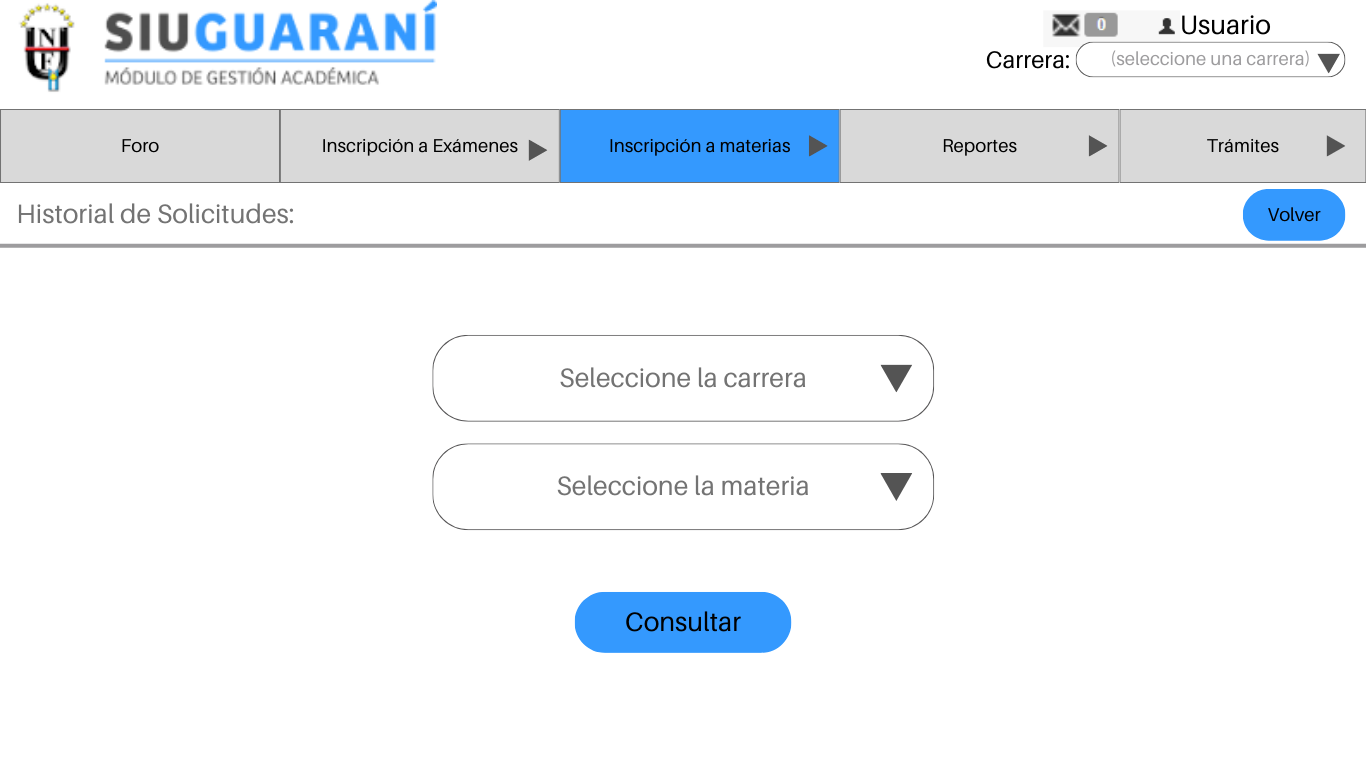 SIUGUARANÍ
MÓDULO DE GESTIÓN ACADÉMICA
0
Usuario
Carrera: (seleccione una carrera)
Foro
Inscripción a Exámenes
Inscripción a materias
Reportes
Trámites
Historial de Solicitudes:
Volver
Seleccione la carrera
Seleccione la materia
Consultar